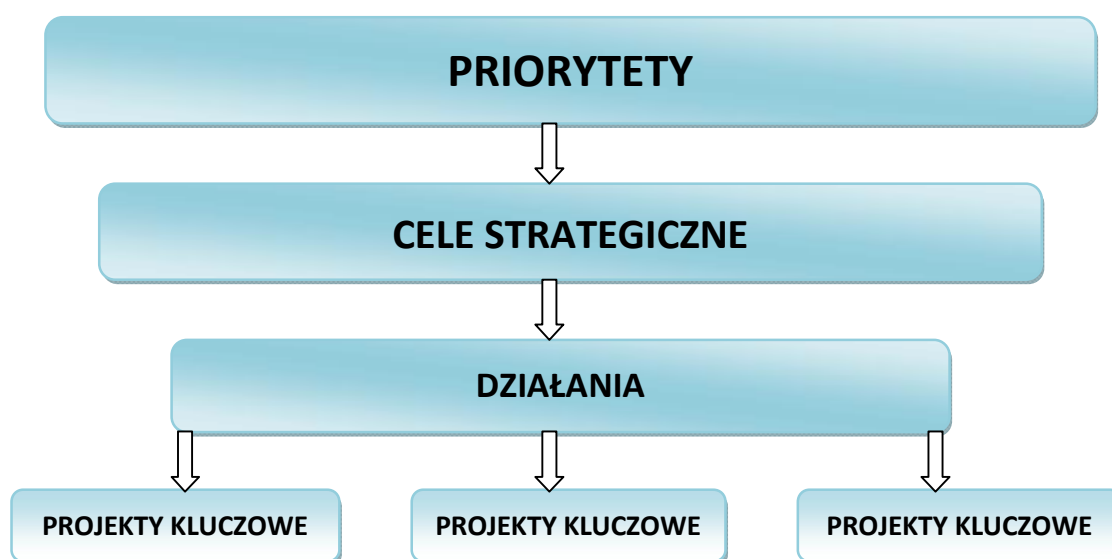 PRIORYTETY
CELE STRATEGICZNE
DZIAŁANIA
PROJEKTY KLUCZOWE
PROJEKTY KLUCZOWE
PROJEKTY KLUCZOWE